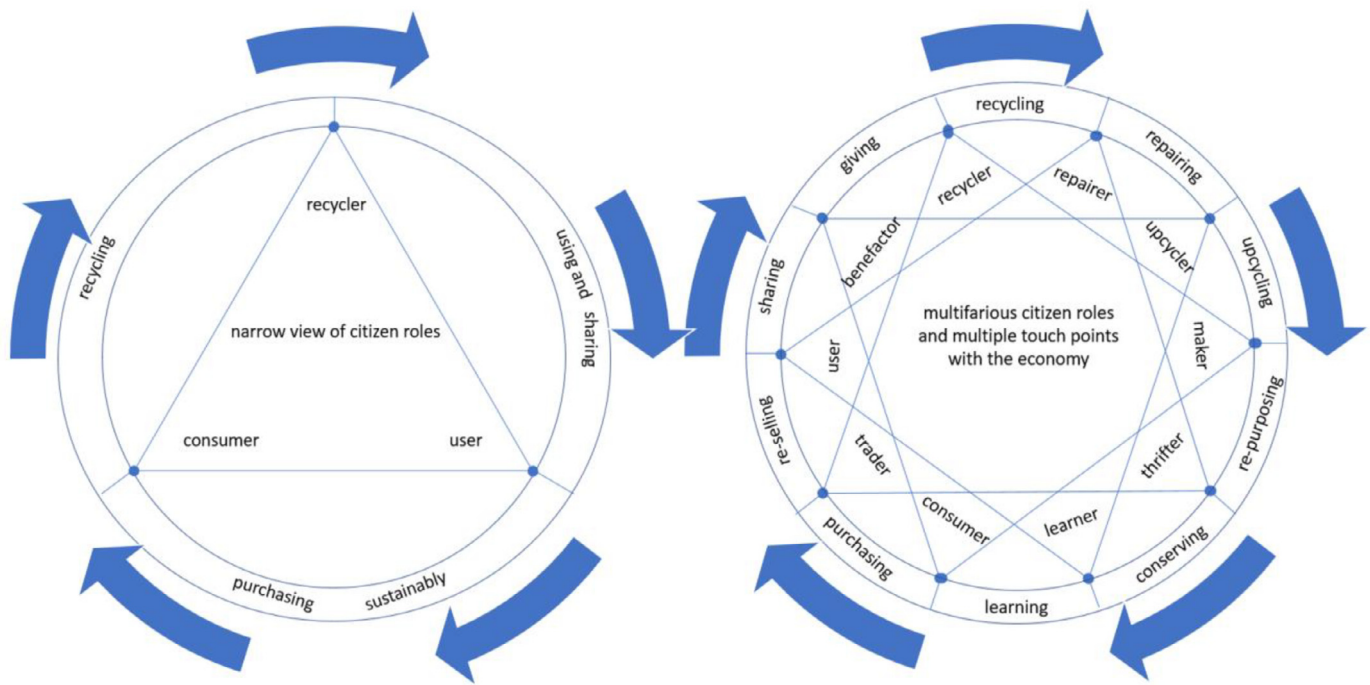 recycling
using and sharing
purchasing sustainably
recycler
narrow view of citizen roles
consumer
user
recycling
repairing
upcycling
re-purposing
conserving
learning
purchasing
re-selling
sharing
giving
recycler
repairer
upcycler
maker
thrifter
learner
consumer
trader
user
benefactor
multifarious citizen roles
and multiple touch points
with the economy